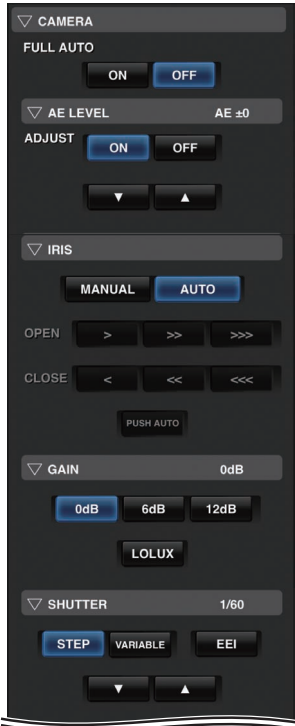 ▽ CAMERA
FULL AUTO
ON OFF
▽ AE LEVEL AE ±0
ADJUST ON OFF
▼ ▲
▽ IRIS
MANUAL AUTO
OPEN > >> >>>
CLOSE < << <<<
PUSH AUTO
▽ GAIN 0dB
0dB 6dB 12dB
LOLUX
▽ SHUTTER 1/60
STEP VARIABLE EEI
▼ ▲